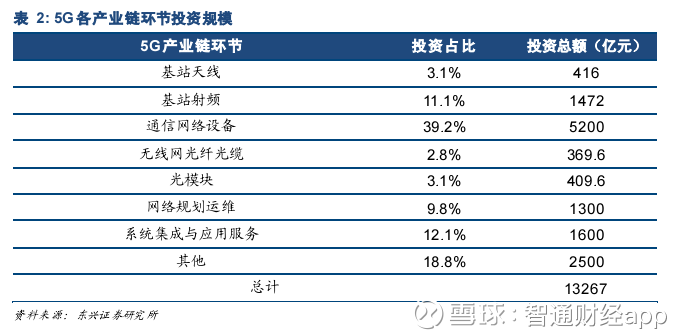 表 2: 5G各产业链环节投资规模
5G产业链环节 投资占比 投资总额（亿元）
基站天线 3.1% 416
基站射频 11.1% 1472
通信网络设备 39.2% 5200
无线网光纤光缆 2.8% 369.6
光模块 3.1% 409.6
网络规划运维 9.8% 1300
系统集成与应用服务 12.1% 1600
其他 18.8% 2500
总计 13267
资料来源：东兴证券研究所
雪球：智通财经app